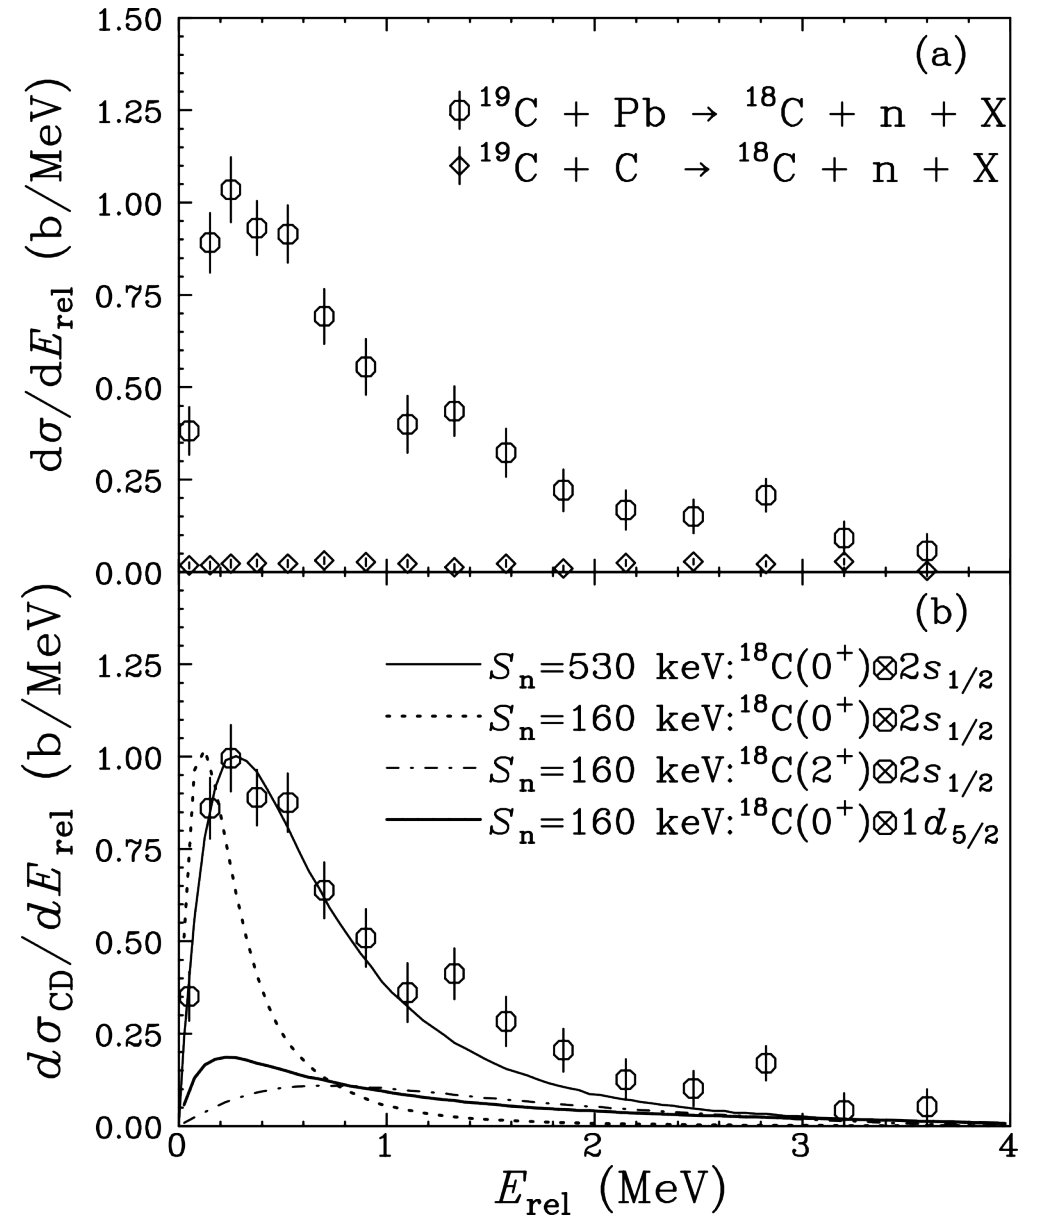 1.50
(a)
1.25
¹⁹C + Pb → ¹⁸C + n + X
¹⁹C + C → ¹⁸C + n + X
1.00
0.75
0.50
0.25
0.00
dσ/dE_rel (b/MeV)
(b)
1.25
S_n=530 keV:¹⁸C(0⁺)⊗2s_1/2
S_n=160 keV:¹⁸C(0⁺)⊗2s_1/2
1.00
S_n=160 keV:¹⁸C(2⁺)⊗2s_1/2
S_n=160 keV:¹⁸C(0⁺)⊗1d_5/2
0.75
0.50
0.25
0.00
dσ_CD/dE_rel (b/MeV)
0 1 2 3 4
E_rel (MeV)